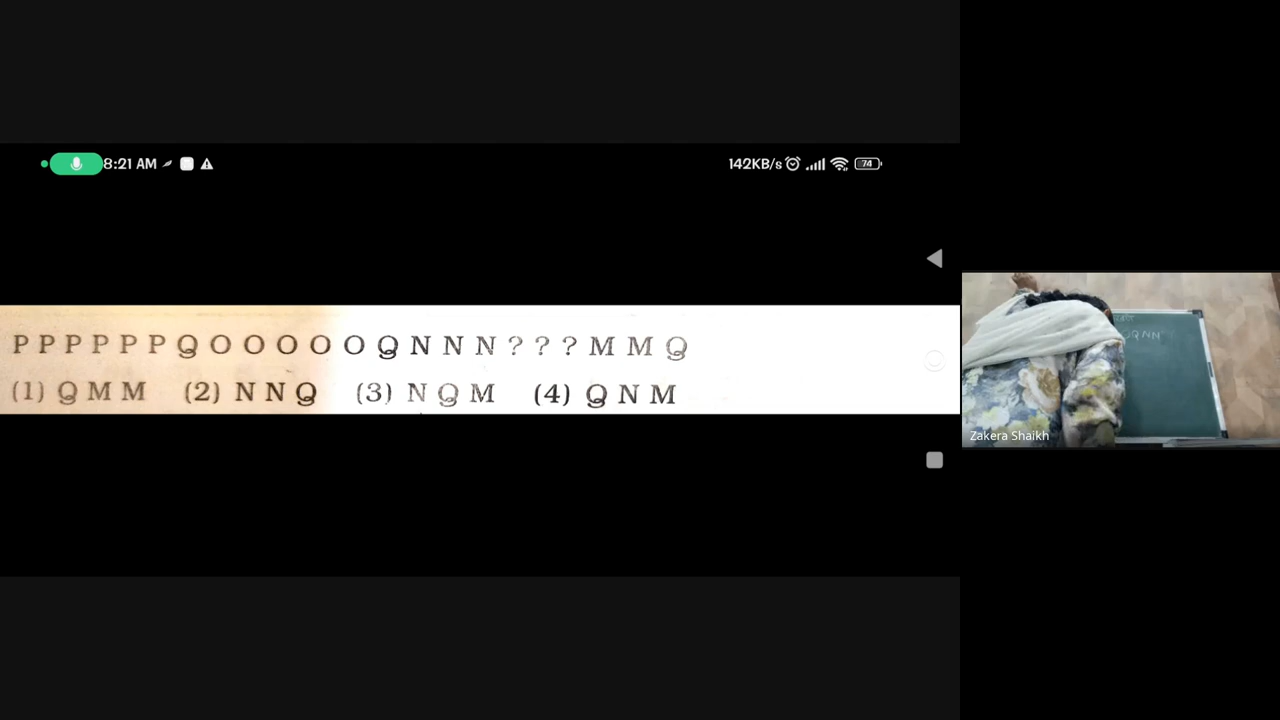 8:21 AM
142KB/s
74
P P P P P P Q O O O O O Q N N N ? ? ? M M Q
(1) Q M M (2) N N Q (3) N Q M (4) Q N M
Q N N
Zakera Shaikh